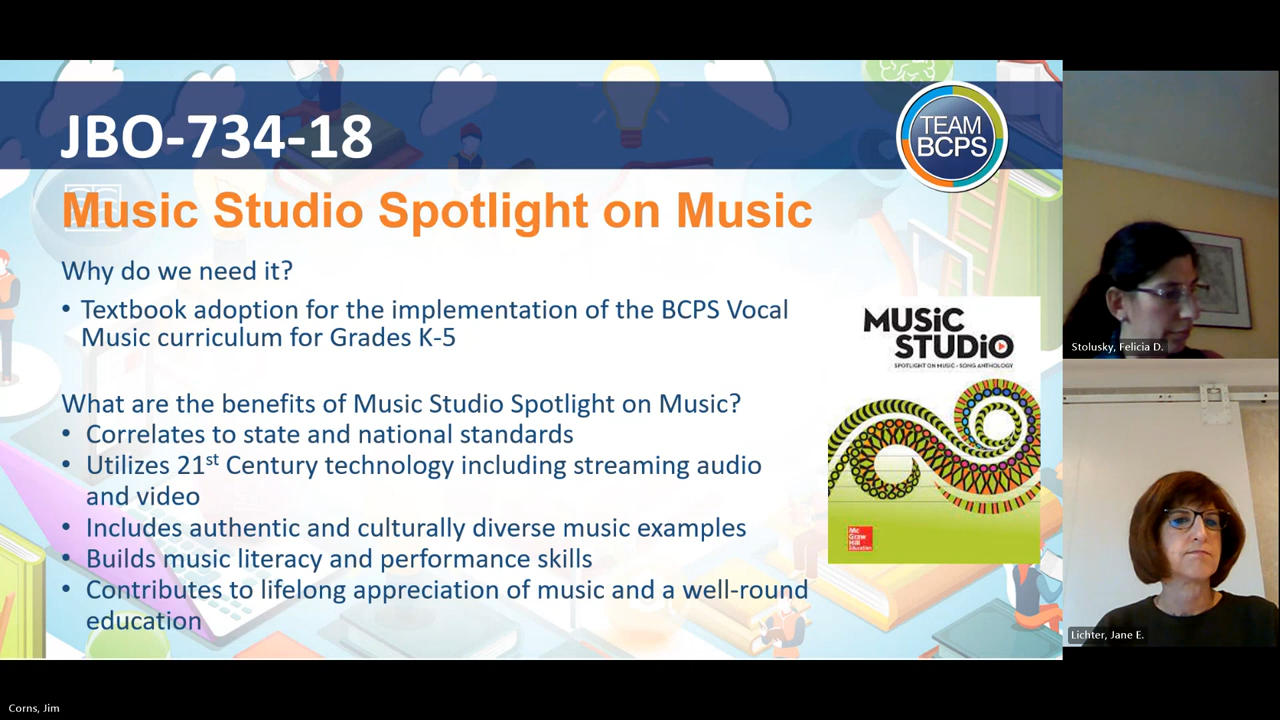 JBO-734-18
TEAM
BCPS
Music Studio Spotlight on Music
Why do we need it?
• Textbook adoption for the implementation of the BCPS Vocal
Music curriculum for Grades K-5
What are the benefits of Music Studio Spotlight on Music?
• Correlates to state and national standards
• Utilizes 21st Century technology including streaming audio
and video
• Includes authentic and culturally diverse music examples
• Builds music literacy and performance skills
• Contributes to lifelong appreciation of music and a well-round
education
MUSiC
STUDiO
SPOTLIGHT ON MUSIC • SONG ANTHOLOGY
Mc
Graw
Hill
Education
Stolusky, Felicia D.
Lichter, Jane E.
Corns, Jim